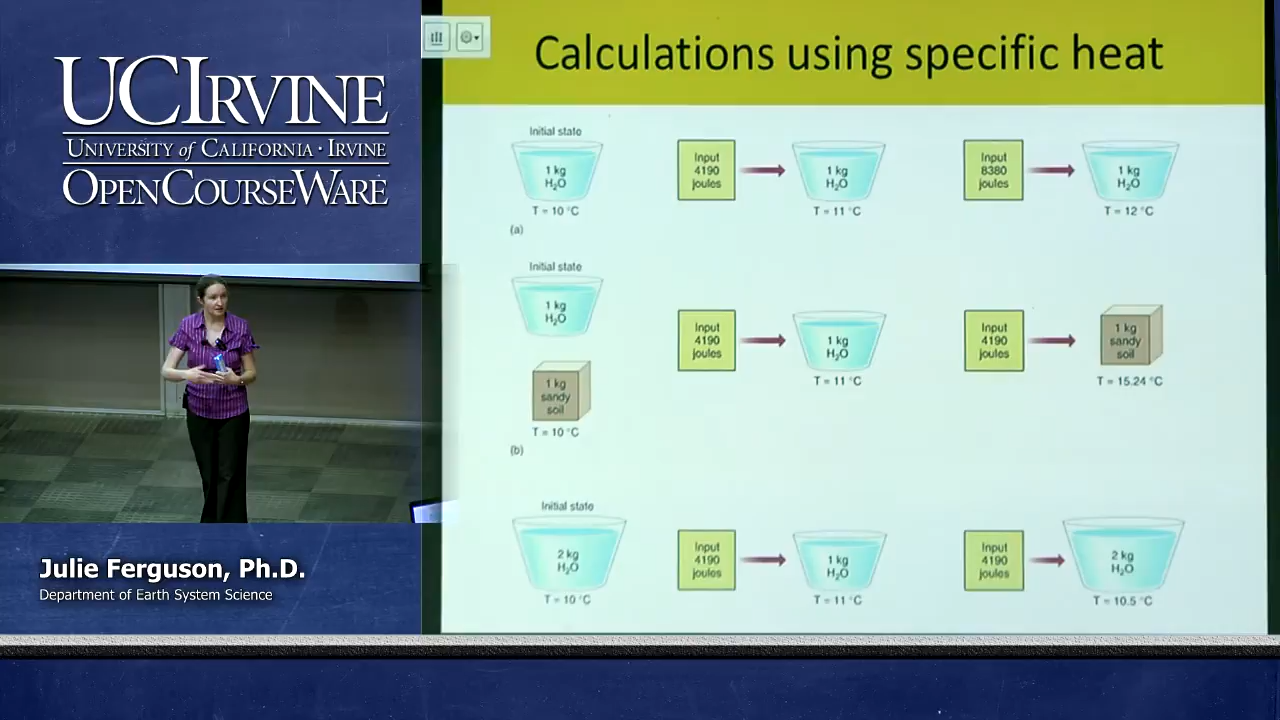 UCIRVINE
UNIVERSITY of CALIFORNIA · IRVINE
OPENCOURSEWARE
Calculations using specific heat
Initial state
1 kg
H₂O
T = 10 °C
Input
4190
joules
1 kg
H₂O
T = 11 °C
Input
8380
joules
1 kg
H₂O
T = 12 °C
(a)
Initial state
1 kg
H₂O
1 kg
sandy
soil
T = 10 °C
Input
4190
joules
1 kg
H₂O
T = 11 °C
Input
4190
joules
1 kg
sandy
soil
T = 15.24 °C
(b)
Initial state
2 kg
H₂O
T = 10 °C
Input
4190
joules
1 kg
H₂O
T = 11 °C
Input
4190
joules
2 kg
H₂O
T = 10.5 °C
Julie Ferguson, Ph.D.
Department of Earth System Science